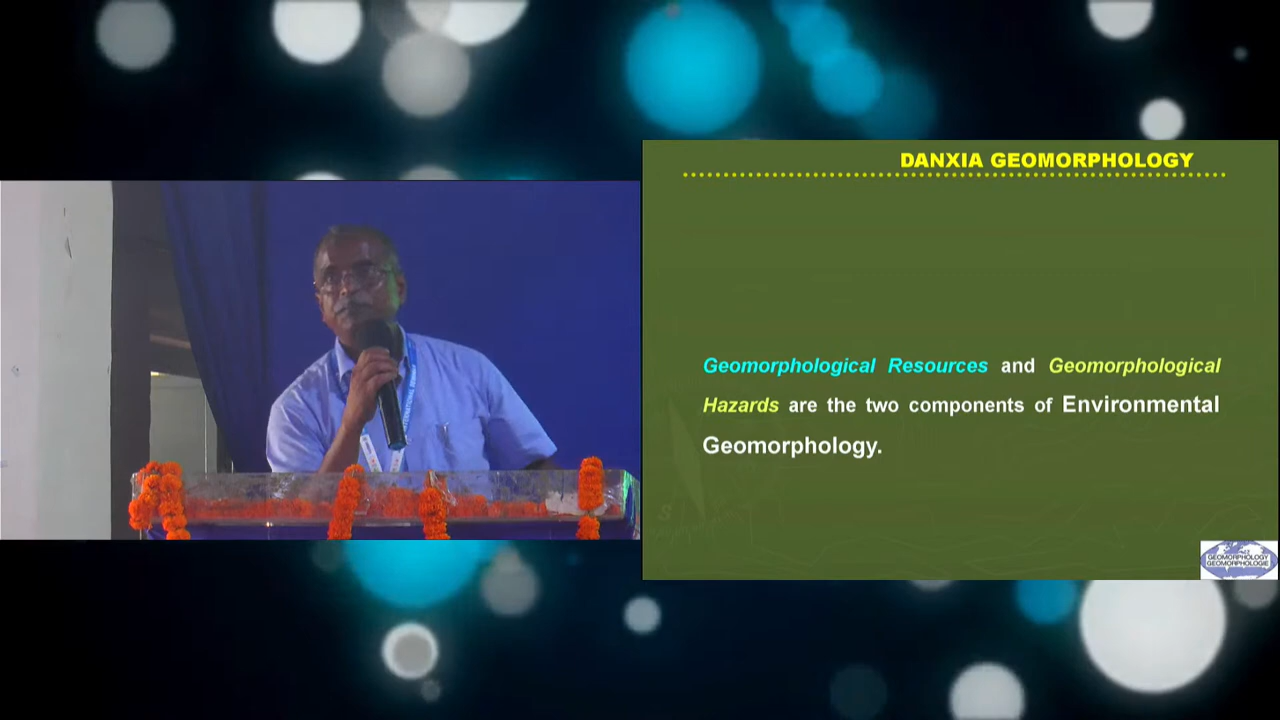 DANXIA GEOMORPHOLOGY
Geomorphological Resources and Geomorphological
Hazards are the two components of Environmental
Geomorphology.
GEOMORPHOLOGY
GEOMORPHOLOGIE